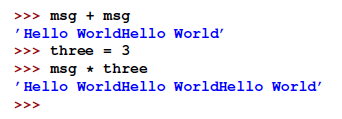 >>> msg + msg
’Hello WorldHello World’
>>> three = 3
>>> msg * three
’Hello WorldHello WorldHello World’
>>>